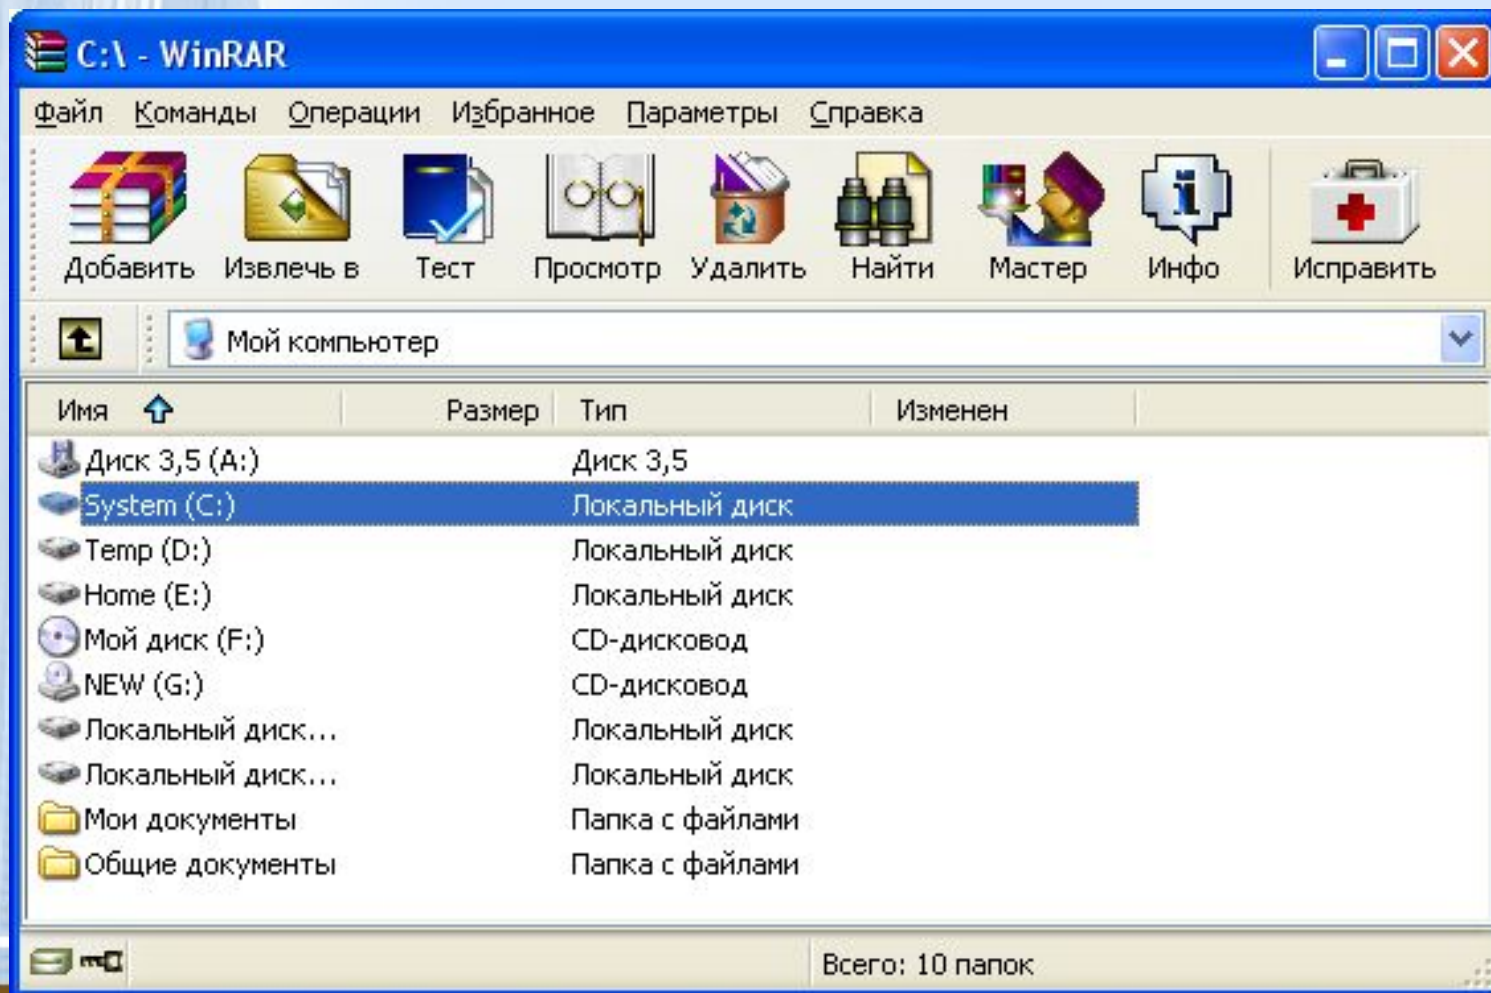 C:\ - WinRAR
Файл Команды Операции Избранное Параметры Справка
Добавить Извлечь в Тест Просмотр Удалить Найти Мастер Инфо Исправить
Мой компьютер
Имя Размер Тип Изменен
Диск 3,5 (A:) Диск 3,5
System (C:) Локальный диск
Temp (D:) Локальный диск
Home (E:) Локальный диск
Мой диск (F:) CD-дисковод
NEW (G:) CD-дисковод
Локальный диск... Локальный диск
Локальный диск... Локальный диск
Мои документы Папка с файлами
Общие документы Папка с файлами
Всего: 10 папок